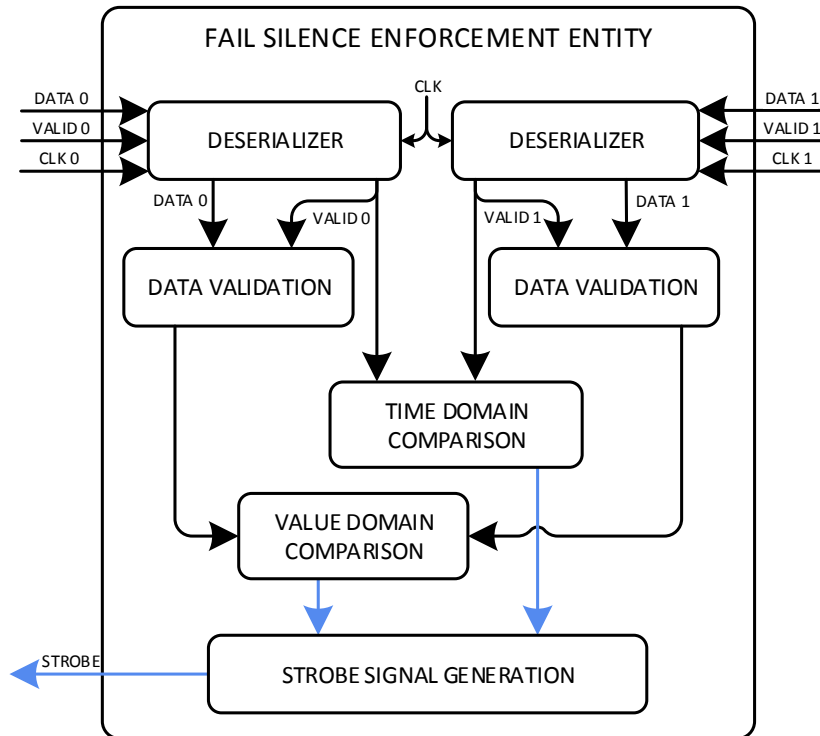 FAIL SILENCE ENFORCEMENT ENTITY
CLK
DATA 0
VALID 0
CLK 0
DESERIALIZER
DESERIALIZER
DATA 1
VALID 1
CLK 1
DATA 0
VALID 0
VALID 1
DATA 1
DATA VALIDATION
DATA VALIDATION
TIME DOMAIN
COMPARISON
VALUE DOMAIN
COMPARISON
STROBE
STROBE SIGNAL GENERATION